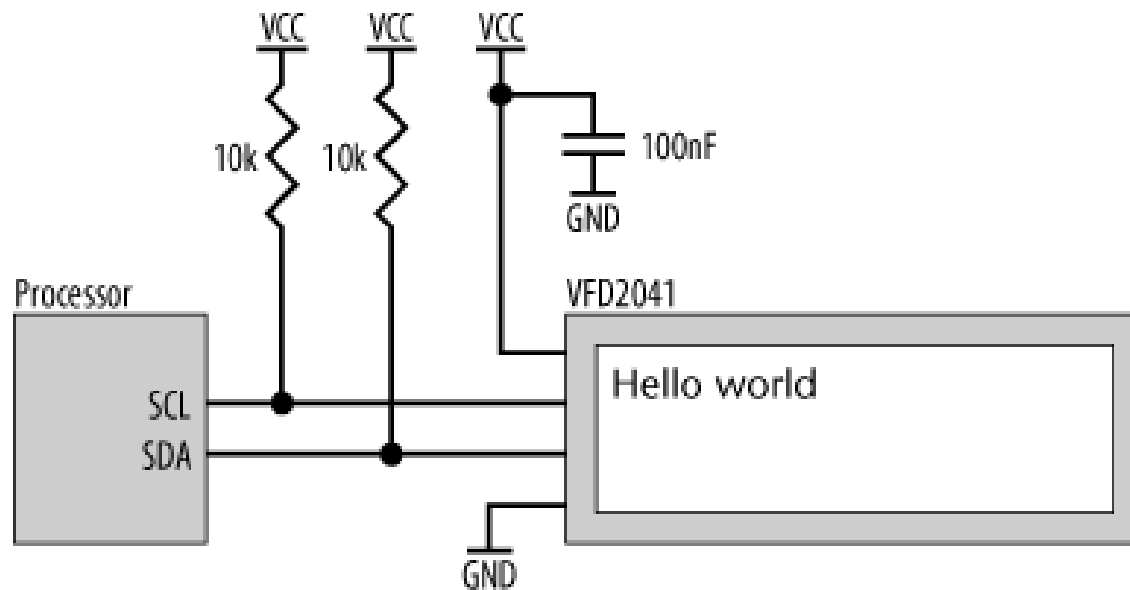 VCC VCC VCC
10k 10k 100nF
GND
Processor VFD2041
Hello world
SCL
SDA
GND